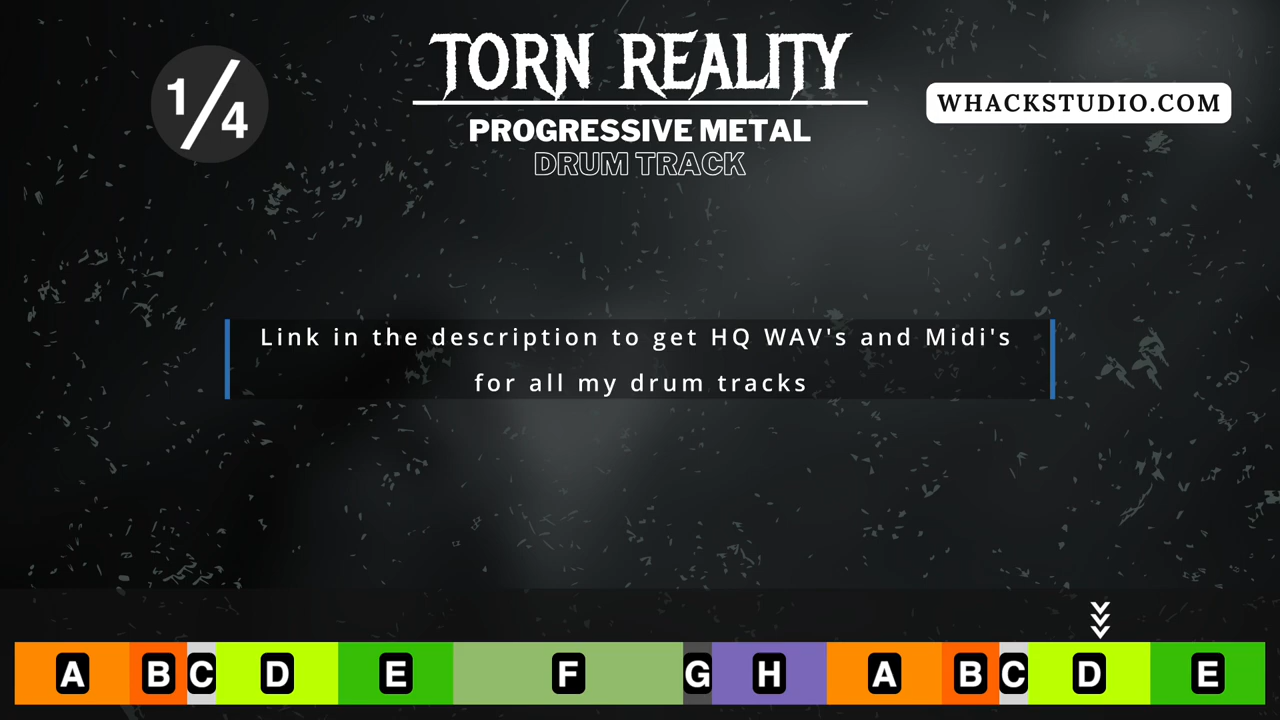 1/4
TORN REALITY
WHACKSTUDIO.COM
PROGRESSIVE METAL
DRUM TRACK
Link in the description to get HQ WAV's and Midi's
for all my drum tracks
A B C D E F G H A B C D E